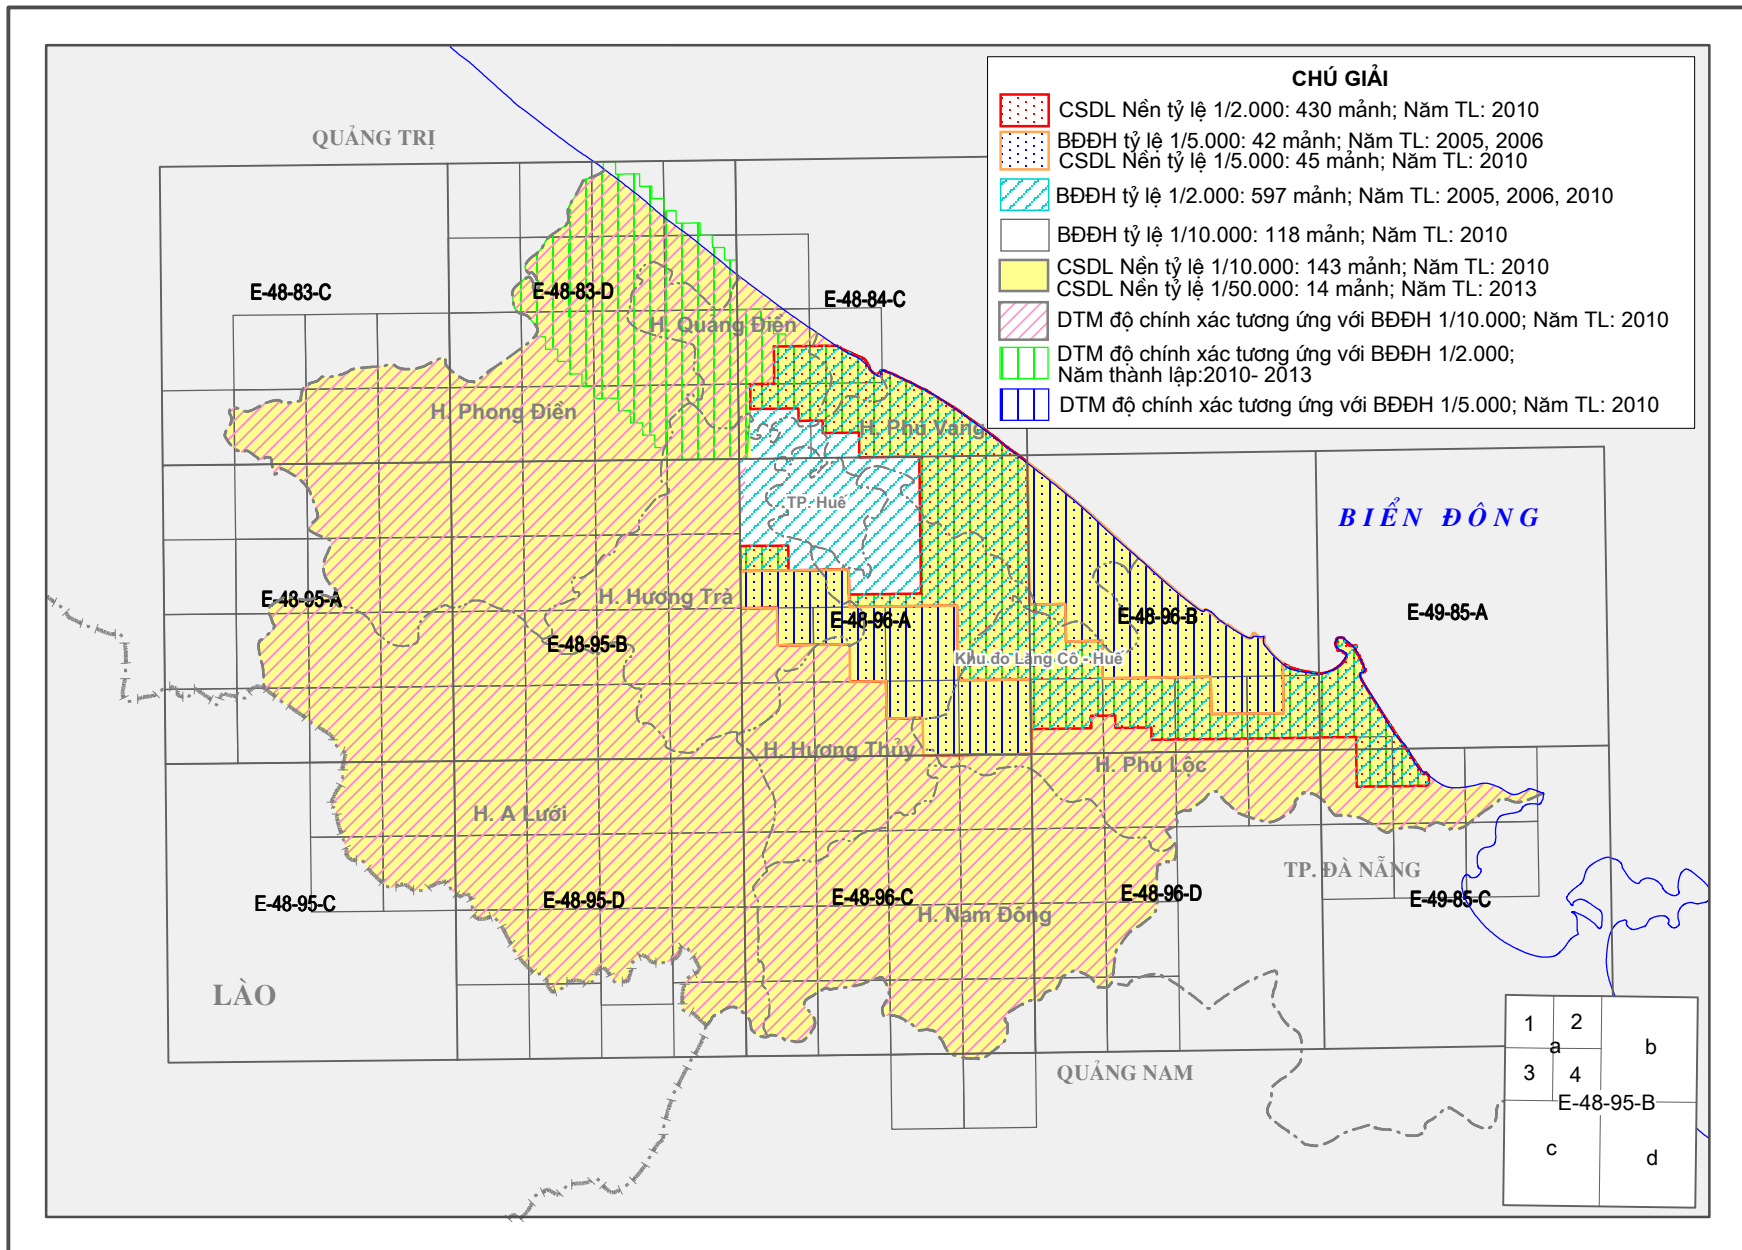 CHÚ GIẢI
CSDL Nền tỷ lệ 1/2.000: 430 mảnh; Năm TL: 2010
BĐĐH tỷ lệ 1/5.000: 42 mảnh; Năm TL: 2005, 2006
CSDL Nền tỷ lệ 1/5.000: 45 mảnh; Năm TL: 2010
BĐĐH tỷ lệ 1/2.000: 597 mảnh; Năm TL: 2005, 2006, 2010
BĐĐH tỷ lệ 1/10.000: 118 mảnh; Năm TL: 2010
CSDL Nền tỷ lệ 1/10.000: 143 mảnh; Năm TL: 2010
CSDL Nền tỷ lệ 1/50.000: 14 mảnh; Năm TL: 2013
DTM độ chính xác tương ứng với BĐĐH 1/10.000; Năm TL: 2010
DTM độ chính xác tương ứng với BĐĐH 1/2.000;
Năm thành lập:2010- 2013
DTM độ chính xác tương ứng với BĐĐH 1/5.000; Năm TL: 2010
QUẢNG TRỊ
E-48-83-C
E-48-83-D
E-48-84-C
H. Quảng Điền
H. Phong Điền
H. Phú Vang
TP. Huế
BIỂN ĐÔNG
E-48-95-A
H. Hương Trà
E-48-95-B
E-48-96-A
E-48-96-B
E-49-85-A
Khu đo Lăng Cô - Huế
H. Hương Thủy
H. Phú Lộc
H. A Lưới
TP. ĐÀ NẴNG
E-48-95-C
E-48-95-D
E-48-96-C
E-48-96-D
E-49-85-C
H. Nam Đông
LÀO
QUẢNG NAM
1
2
a
b
3
4
E-48-95-B
c
d